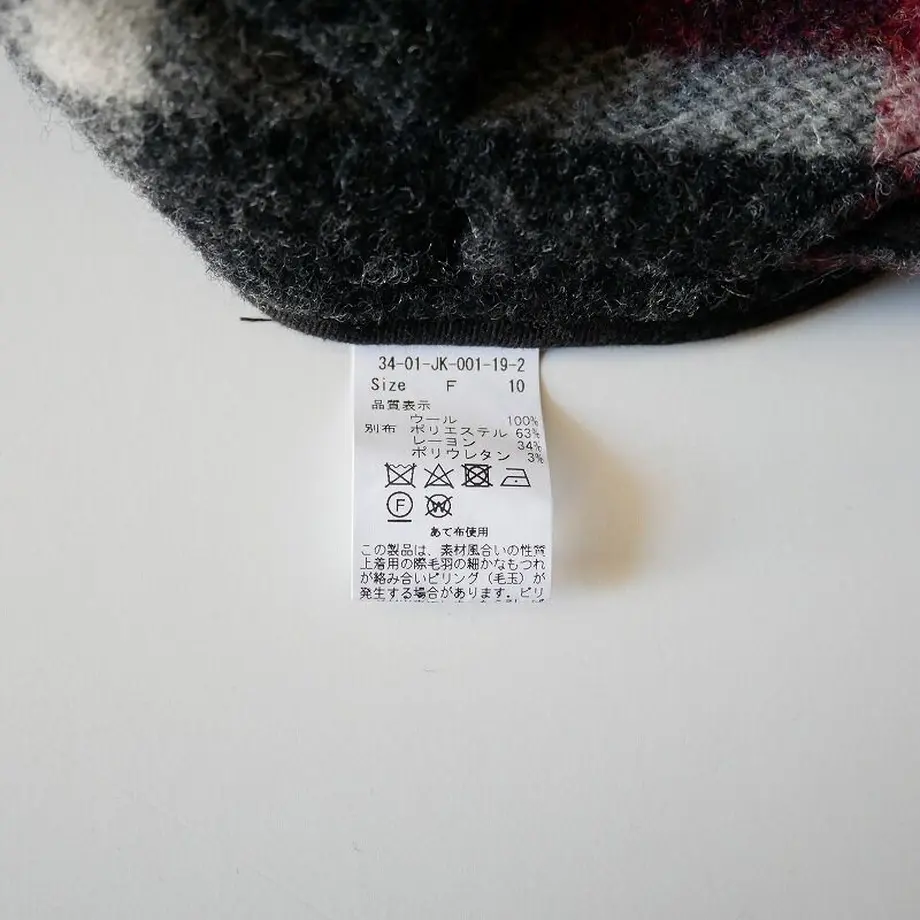 34-01-JK-001-19-2
Size F 10
品質表示
ウール 100%
別布 ポリエステル 63%
レーヨン 34%
ポリウレタン 3%
F W
あて布使用
この製品は、素材風合いの性質
上着用の際毛羽の細かなもつれ
が絡み合いピリング(毛玉)が
発生する場合があります。ピリ